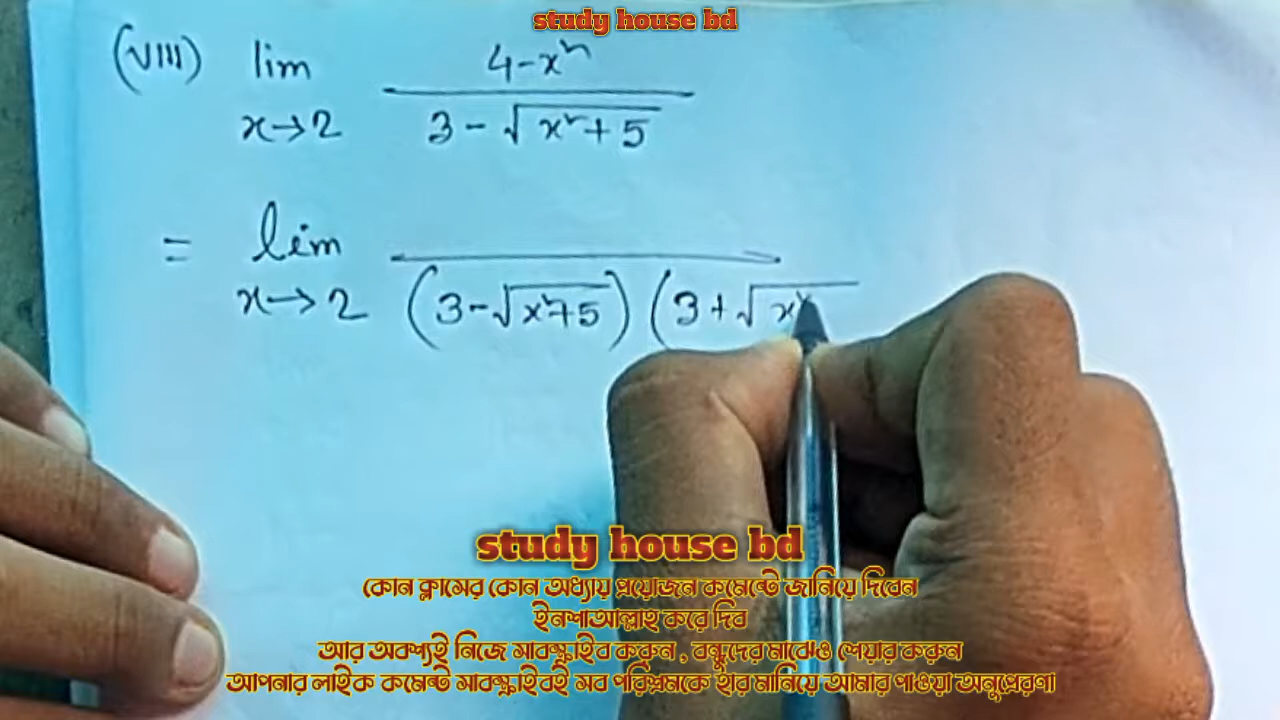 study house bd
(VIII) lim 4-x²
x→2 3-√x²+5
= lim
x→2 (3-√x²+5) (3+√x²
study house bd
কোন ক্লাসের কোন অধ্যায় প্রয়োজন কমেন্টে জানিয়ে দিবেন
ইনশাআল্লাহ করে দিব
আর অবশ্যই নিজে সাবস্ক্রাইব করুন , বন্ধুদের মাঝেও শেয়ার করুন
আপনার লাইক কমেন্ট সাবস্ক্রাইবই সব পরিশ্রমকে হার মানিয়ে আমার পাওয়া অনুপ্রেরণা